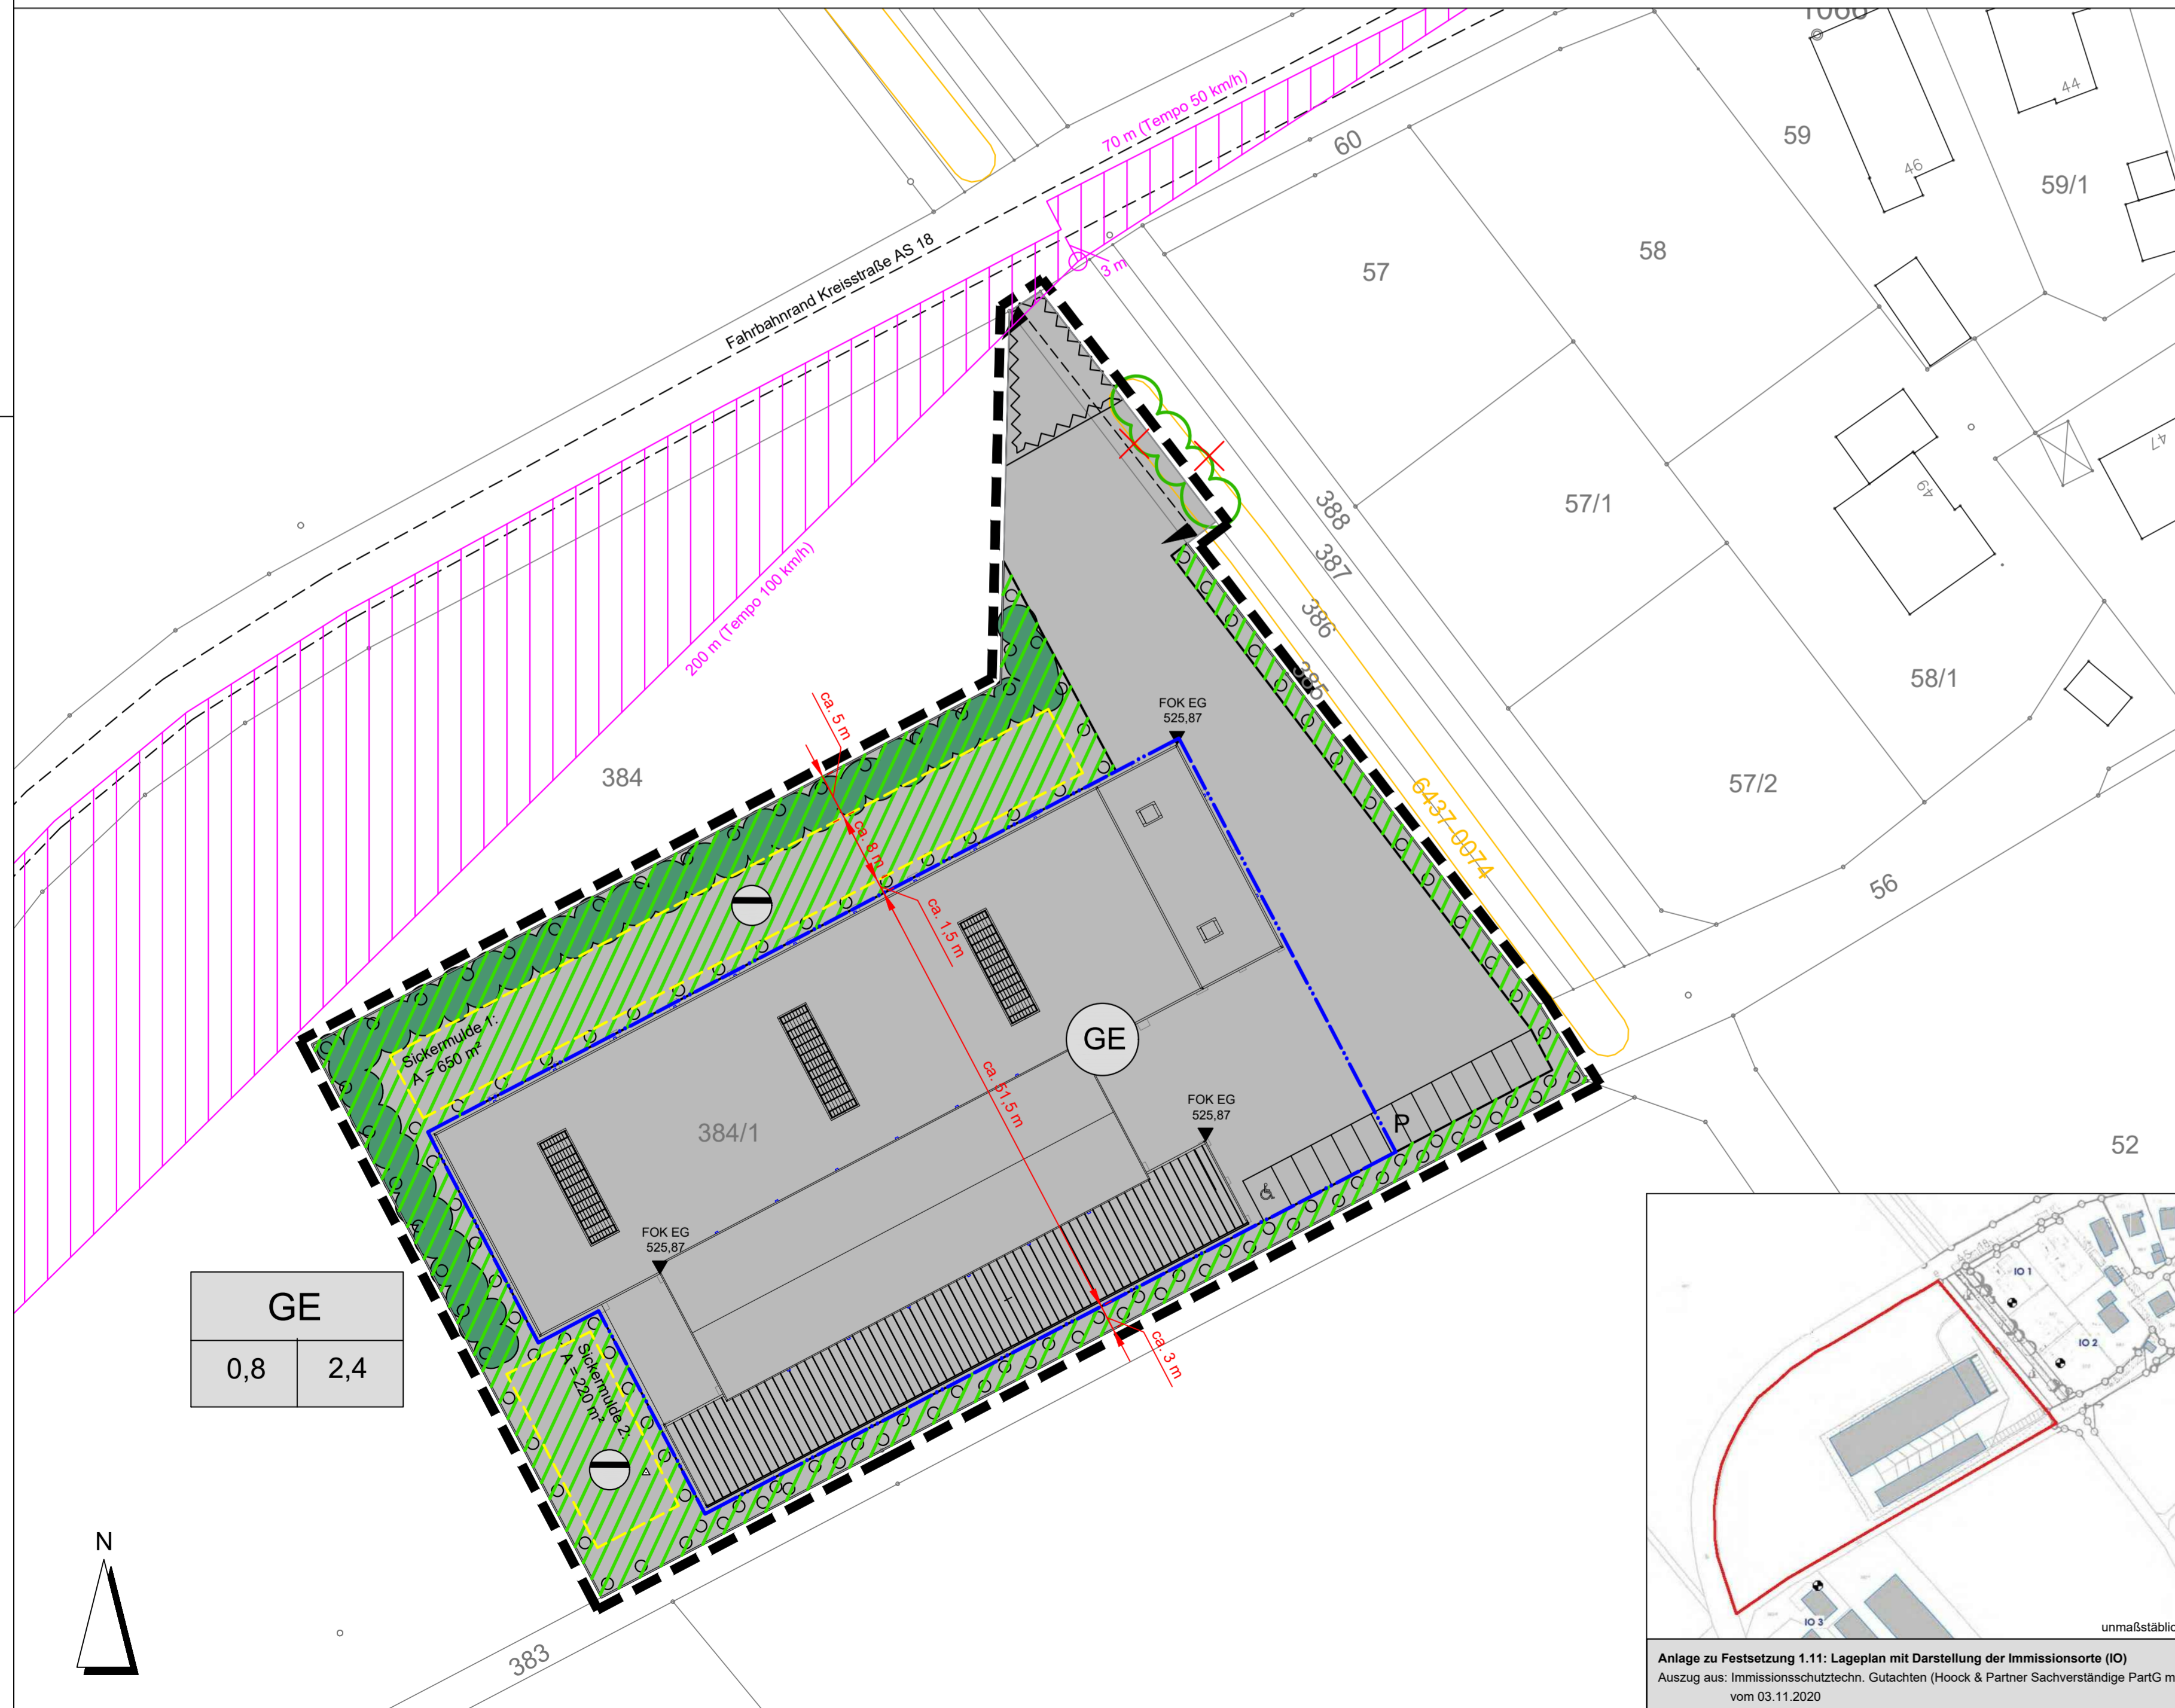 1066
44
59
46
59/1
60
70 m (Tempo 50 km/h)
Fahrbahnrand Kreisstraße AS 18
3 m
57
58
47
49
57/1
388
387
386
385
58/1
200 m (Tempo 100 km/h)
ca. 5 m
FOK EG
525,87
384
57/2
6437-0074
ca. 8 m
56
ca. 1,5 m
Sickermulde 1:
A = 650 m²
GE
ca. 51,5 m
FOK EG
525,87
P
384/1
52
FOK EG
525,87
GE
0,8 2,4
Sickermulde 2:
A = 220 m²
ca. 3 m
N
383
AS 18
IO 1
IO 2
IO 3
unmaßstäblic
Anlage zu Festsetzung 1.11: Lageplan mit Darstellung der Immissionsorte (IO)
Auszug aus: Immissionsschutztechn. Gutachten (Hoock & Partner Sachverständige PartG m
vom 03.11.2020